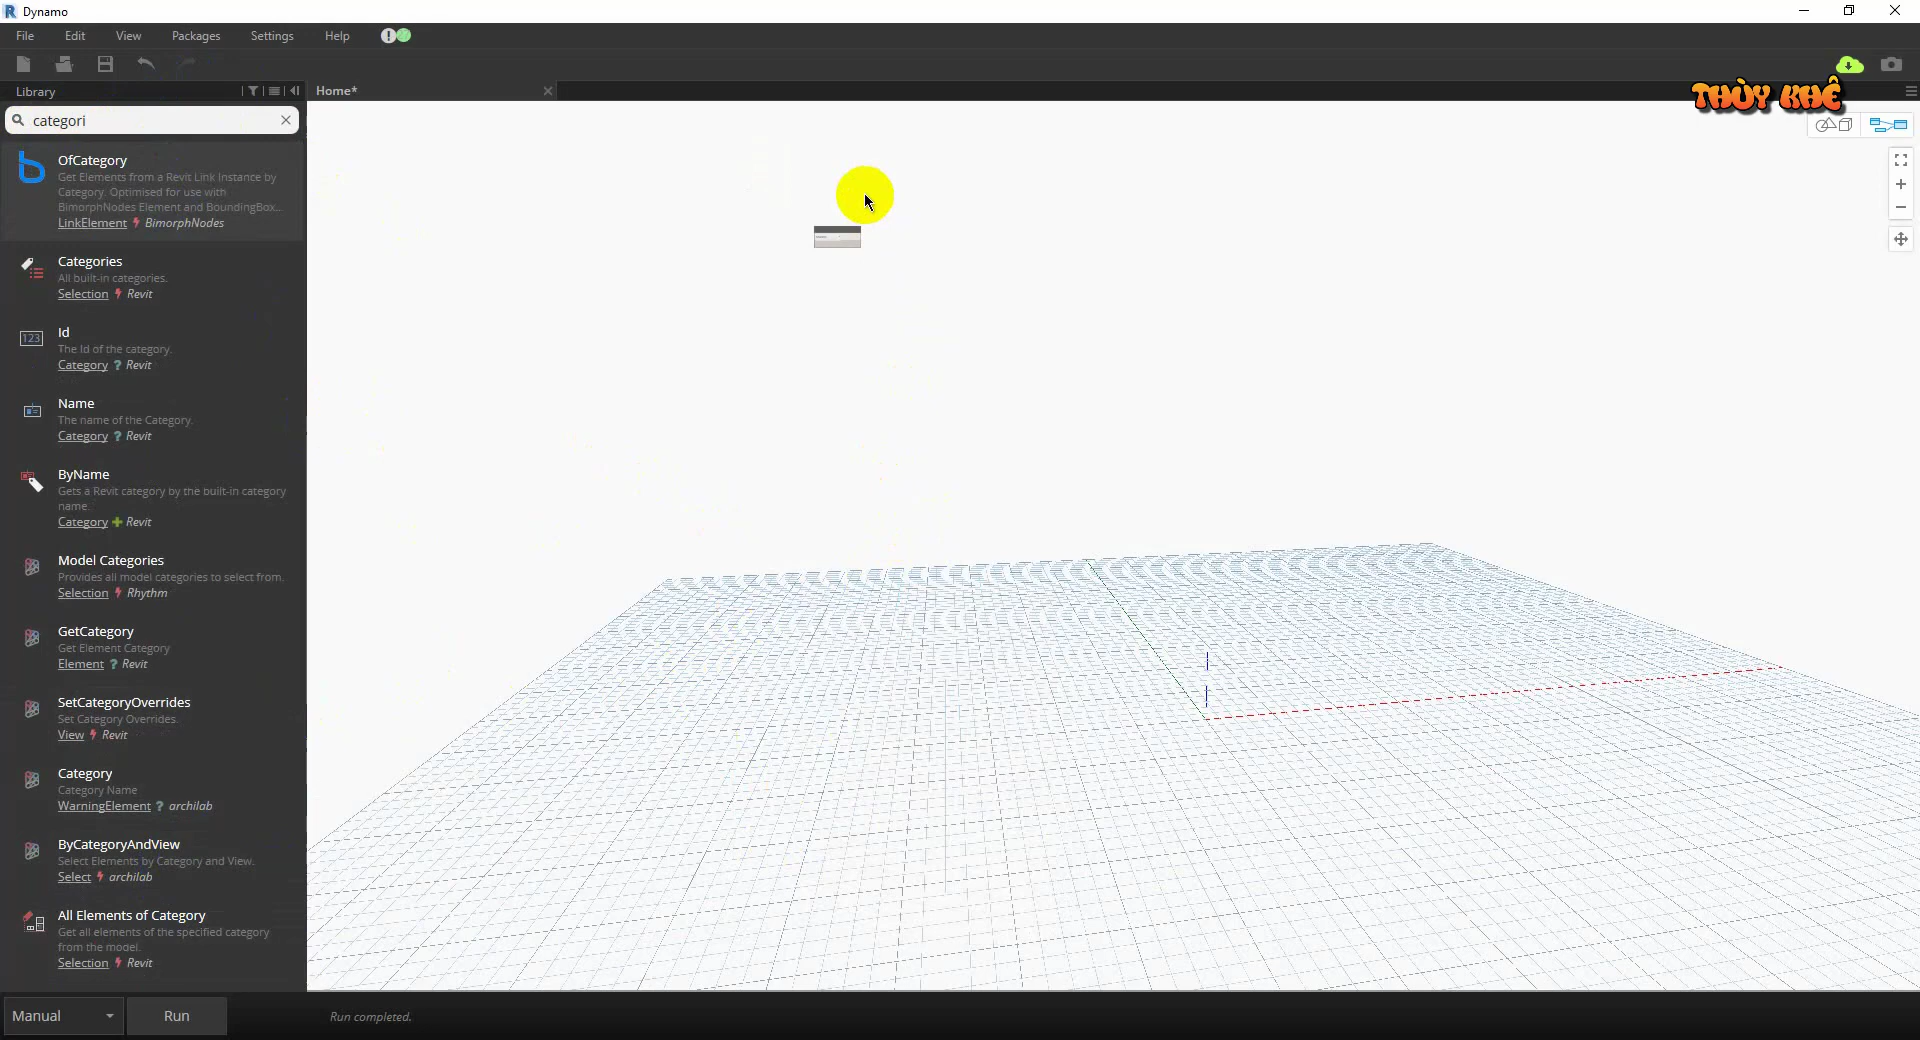 Dynamo
File Edit View Packages Settings Help
Library
Home*
THÙY KHÊ
categori
OfCategory
Get Elements from a Revit Link Instance by
Category. Optimised for use with
BimorphNodes Element and BoundingBox...
LinkElement BimorphNodes
Categories
All built-in categories.
Selection Revit
123
Id
The Id of the category.
Category ? Revit
Name
The name of the Category.
Category ? Revit
ByName
Gets a Revit category by the built-in category
name.
Category Revit
Model Categories
Provides all model categories to select from.
Selection Rhythm
GetCategory
Get Element Category
Element ? Revit
SetCategoryOverrides
Set Category Overrides.
View Revit
Category
Category Name
WarningElement ? archilab
ByCategoryAndView
Select Elements by Category and View.
Select archilab
All Elements of Category
Get all elements of the specified category
from the model.
Selection Revit
Manual
Run
Run completed.